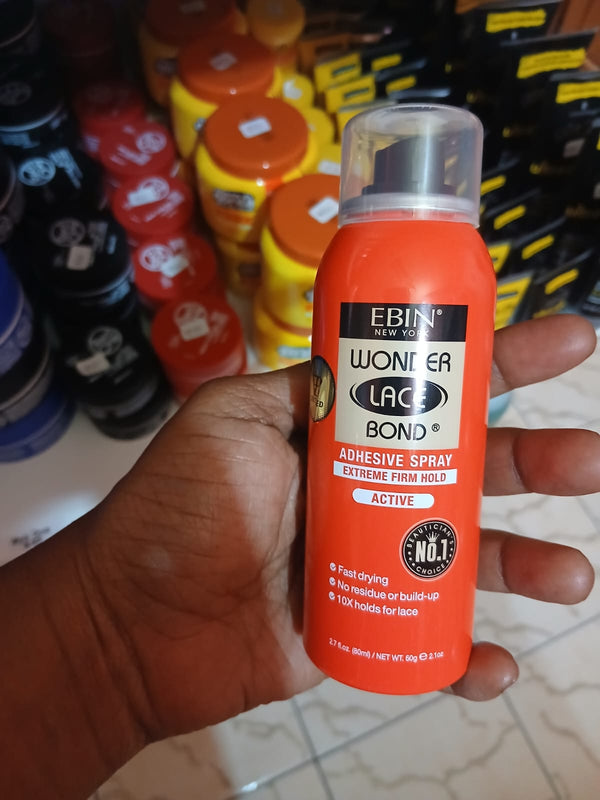 EBIN®
NEW YORK
WONDER
LACE
BOND®
ADHESIVE SPRAY
EXTREME FIRM HOLD
ACTIVE
BEAUTICIAN'S
NO.1
CHOICE
Fast drying
No residue or build-up
10X holds for lace
2.7 fl.oz. (80ml) / NET WT. 60g ℮ 2.1oz